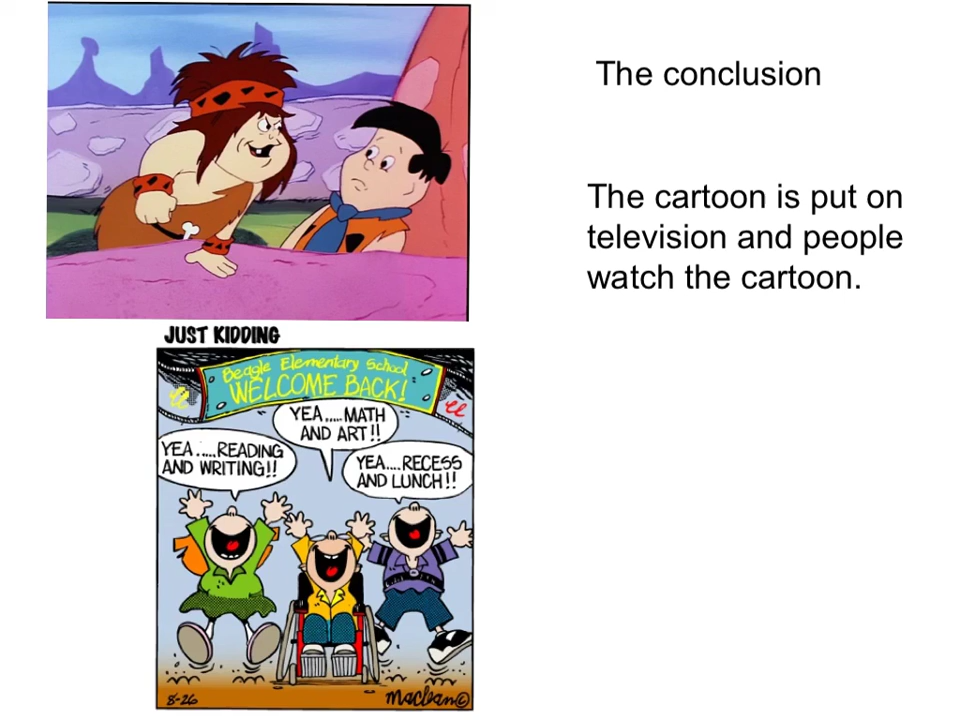 The conclusion
The cartoon is put on
television and people
watch the cartoon.
JUST KIDDING
Beagle Elementary School
WELCOME BACK!
YEA.....MATH
AND ART!!
YEA.....READING
AND WRITING!!
YEA....RECESS
AND LUNCH!!
8-26
Maclean©